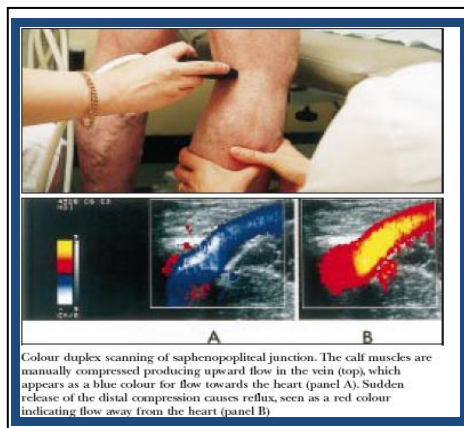 A
B
Colour duplex scanning of saphenopopliteal junction. The calf muscles are
manually compressed producing upward flow in the vein (top), which
appears as a blue colour for flow towards the heart (panel A). Sudden
release of the distal compression causes reflux, seen as a red colour
indicating flow away from the heart (panel B)